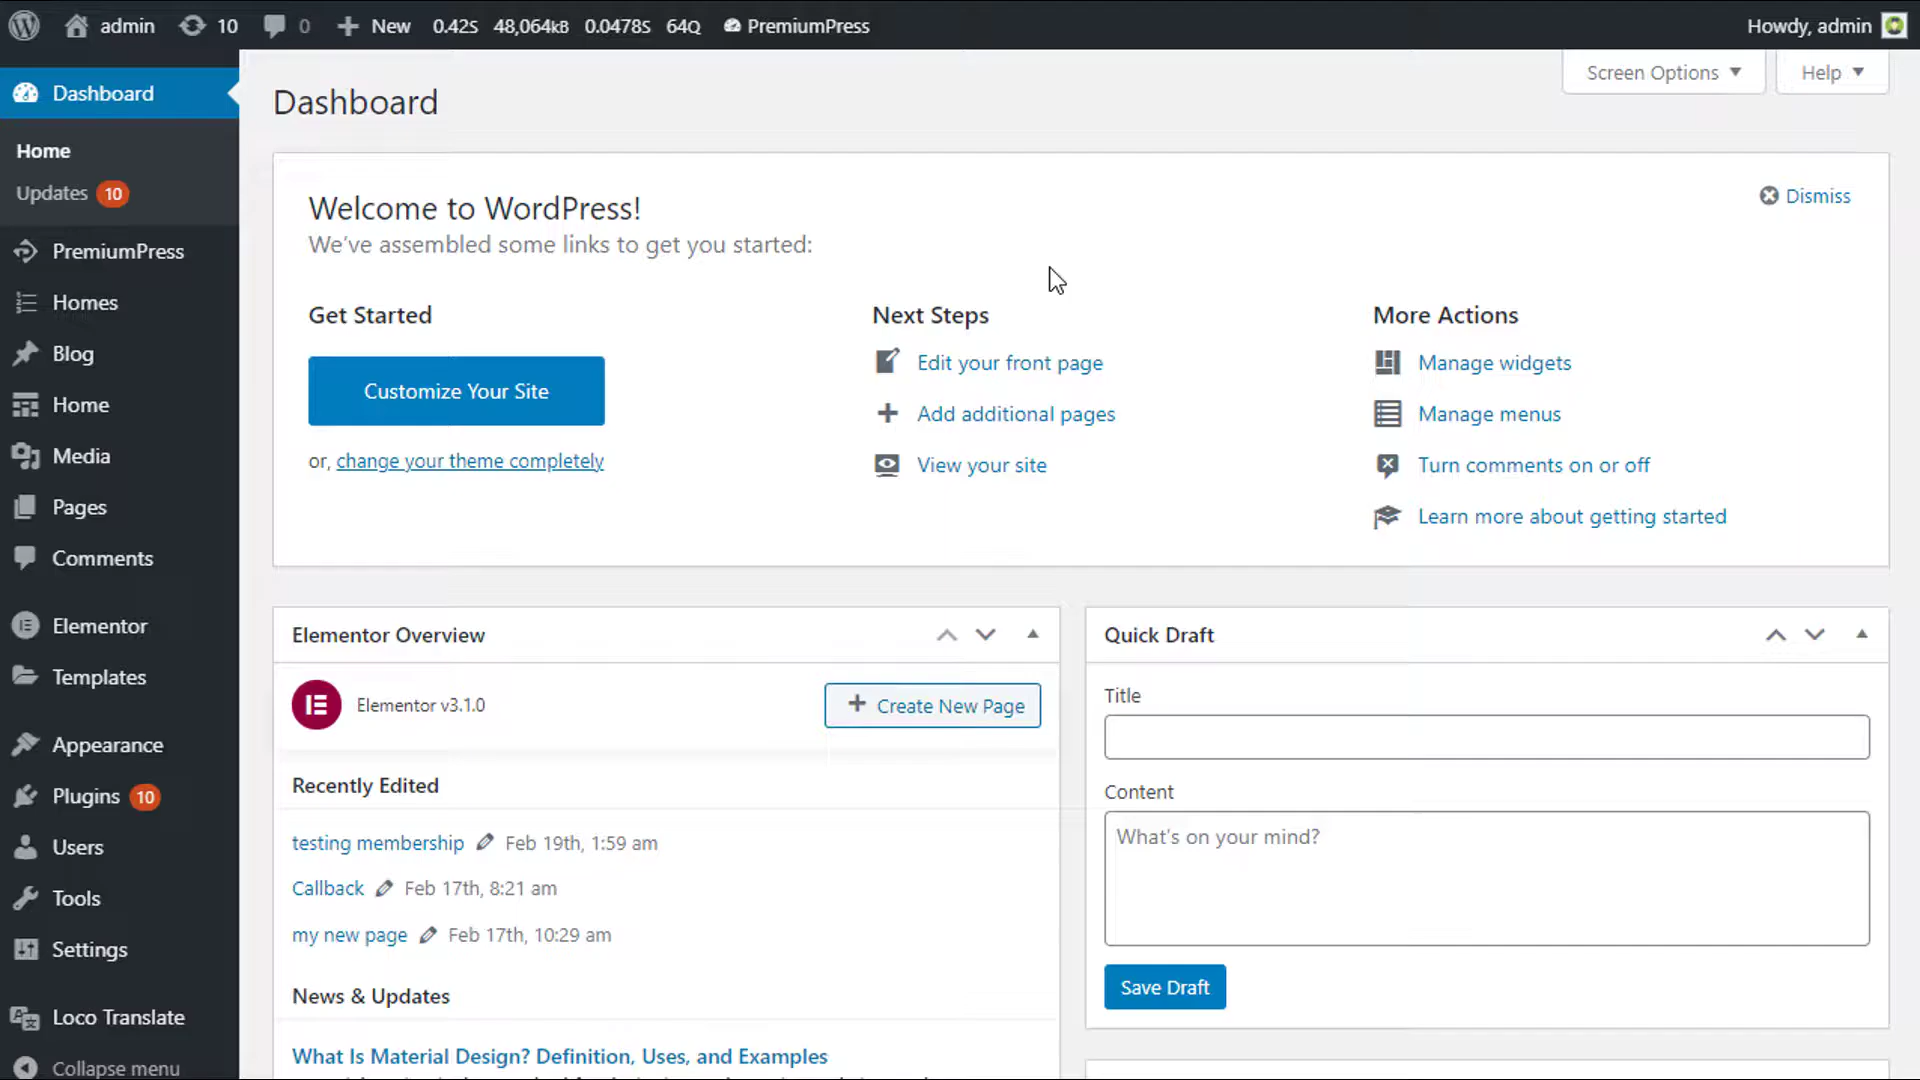 admin 10 0 New 0.42S 48,064kB 0.0478S 64Q PremiumPress Howdy, admin
Screen Options Help
Dashboard
Home
Updates 10
PremiumPress
Homes
Blog
Home
Media
Pages
Comments
Elementor
Templates
Appearance
Plugins 10
Users
Tools
Settings
Loco Translate
Collapse menu
Dashboard
Welcome to WordPress!
Dismiss
We've assembled some links to get you started:
Get Started
Customize Your Site
or, change your theme completely
Next Steps
Edit your front page
Add additional pages
View your site
More Actions
Manage widgets
Manage menus
Turn comments on or off
Learn more about getting started
Elementor Overview
Elementor v3.1.0
Create New Page
Recently Edited
testing membership Feb 19th, 1:59 am
Callback Feb 17th, 8:21 am
my new page Feb 17th, 10:29 am
News & Updates
What Is Material Design? Definition, Uses, and Examples
Quick Draft
Title
Content
What's on your mind?
Save Draft